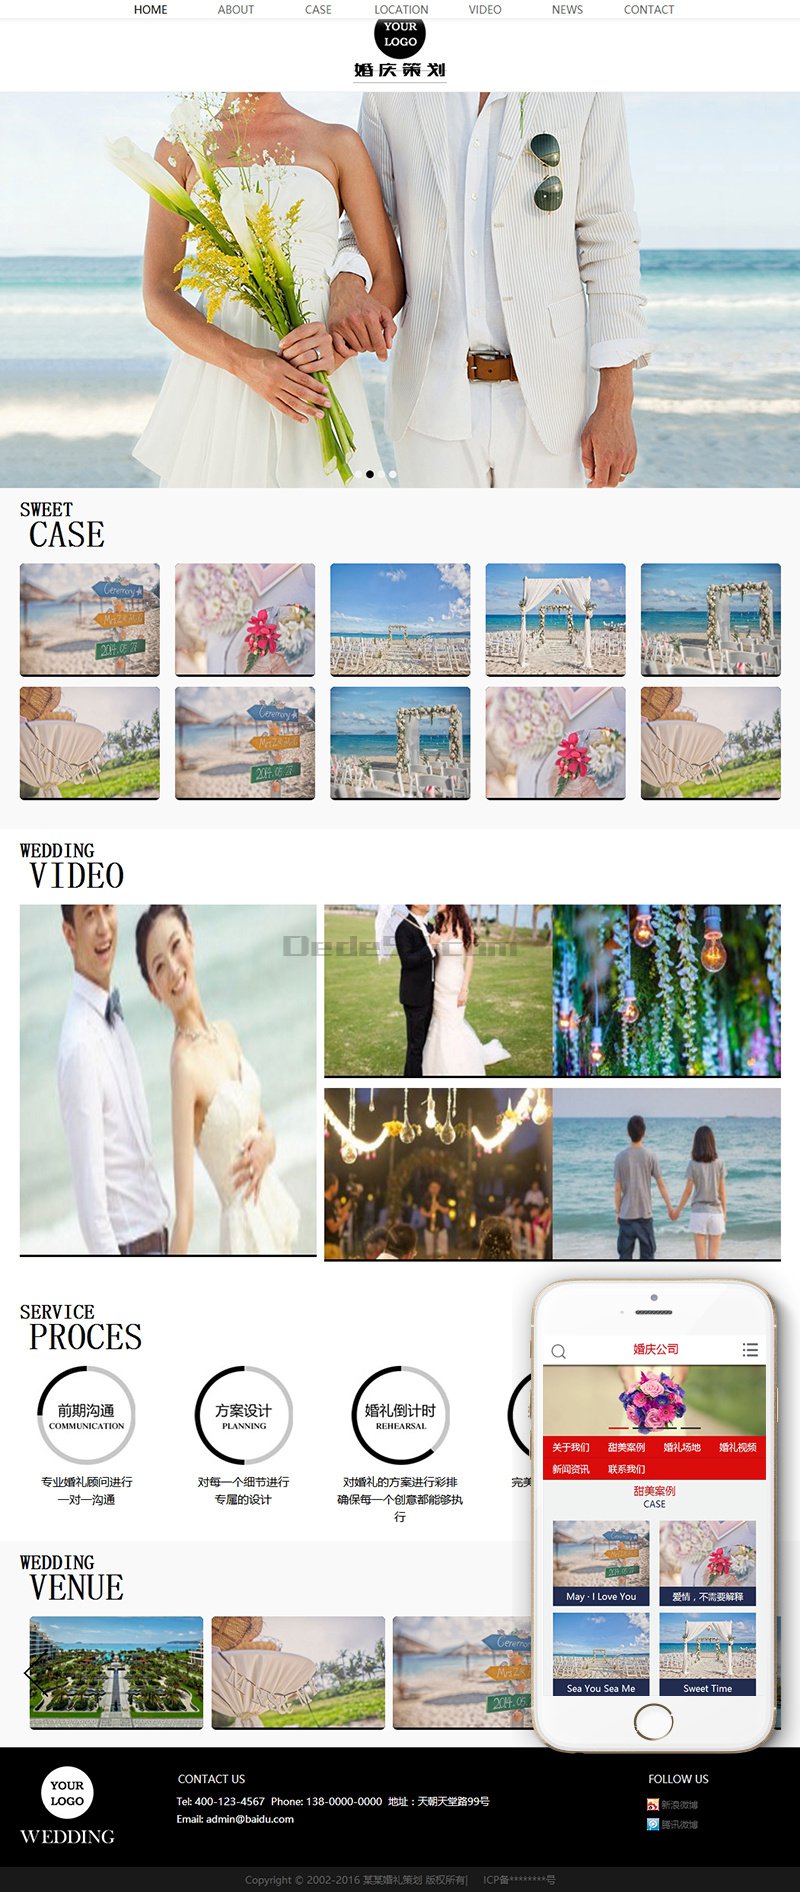 HOME ABOUT CASE LOCATION VIDEO NEWS CONTACT
YOUR
LOGO
婚庆策划
SWEET
CASE
Ceremony
2014.05.27
Ceremony
2014.05.27
WEDDING
VIDEO
SERVICE
PROCES
前期沟通
COMMUNICATION
专业婚礼顾问进行
一对一沟通
方案设计
PLANNING
对每一个细节进行
专属的设计
婚礼倒计时
REHEARSAL
对婚礼的方案进行彩排
确保每一个创意都能够执
行
完美
婚庆公司
关于我们 甜美案例 婚礼场地 婚礼视频
新闻资讯 联系我们
甜美案例
CASE
May · I Love You
爱情，不需要解释
Sea You Sea Me
Sweet Time
WEDDING
VENUE
YOUR
LOGO
WEDDING
CONTACT US
Tel: 400-123-4567 Phone: 138-0000-0000 地址：天朝天堂路99号
Email: admin@baidu.com
FOLLOW US
新浪微博
腾讯微博
Copyright © 2002-2016 某某婚礼策划 版权所有| ICP备********号